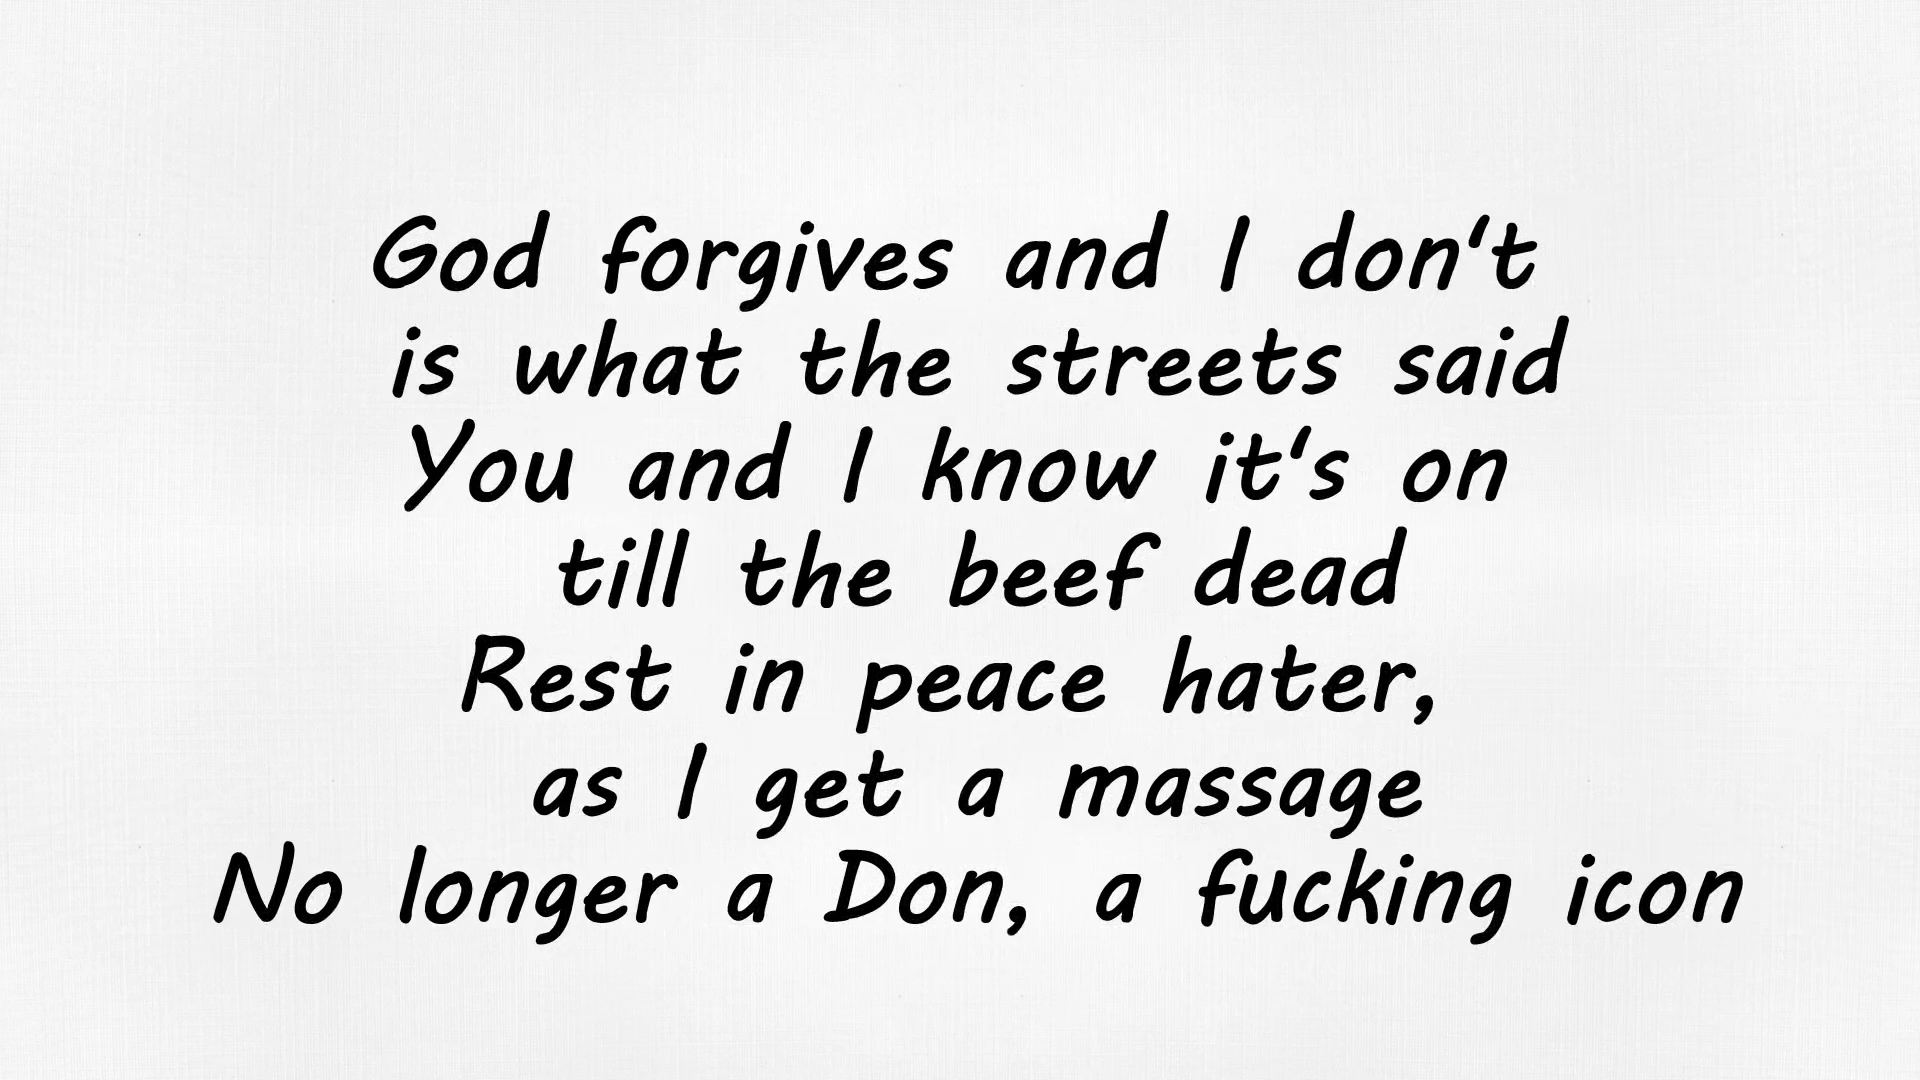 God forgives and I don't
is what the streets said
You and I know it's on
till the beef dead
Rest in peace hater,
as I get a massage
No longer a Don, a fucking icon